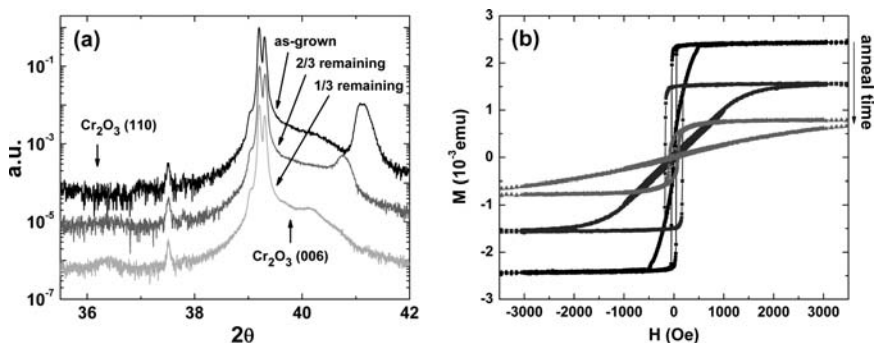 (a)
as-grown
2/3 remaining
1/3 remaining
Cr₂O₃ (110)
Cr₂O₃ (006)
a.u.
10⁻¹
10⁻³
10⁻⁵
10⁻⁷
36
38
40
42
2θ
(b)
M (10⁻³emu)
3
2
1
0
-1
-2
-3
-3000
-2000
-1000
0
1000
2000
3000
H (Oe)
anneal time